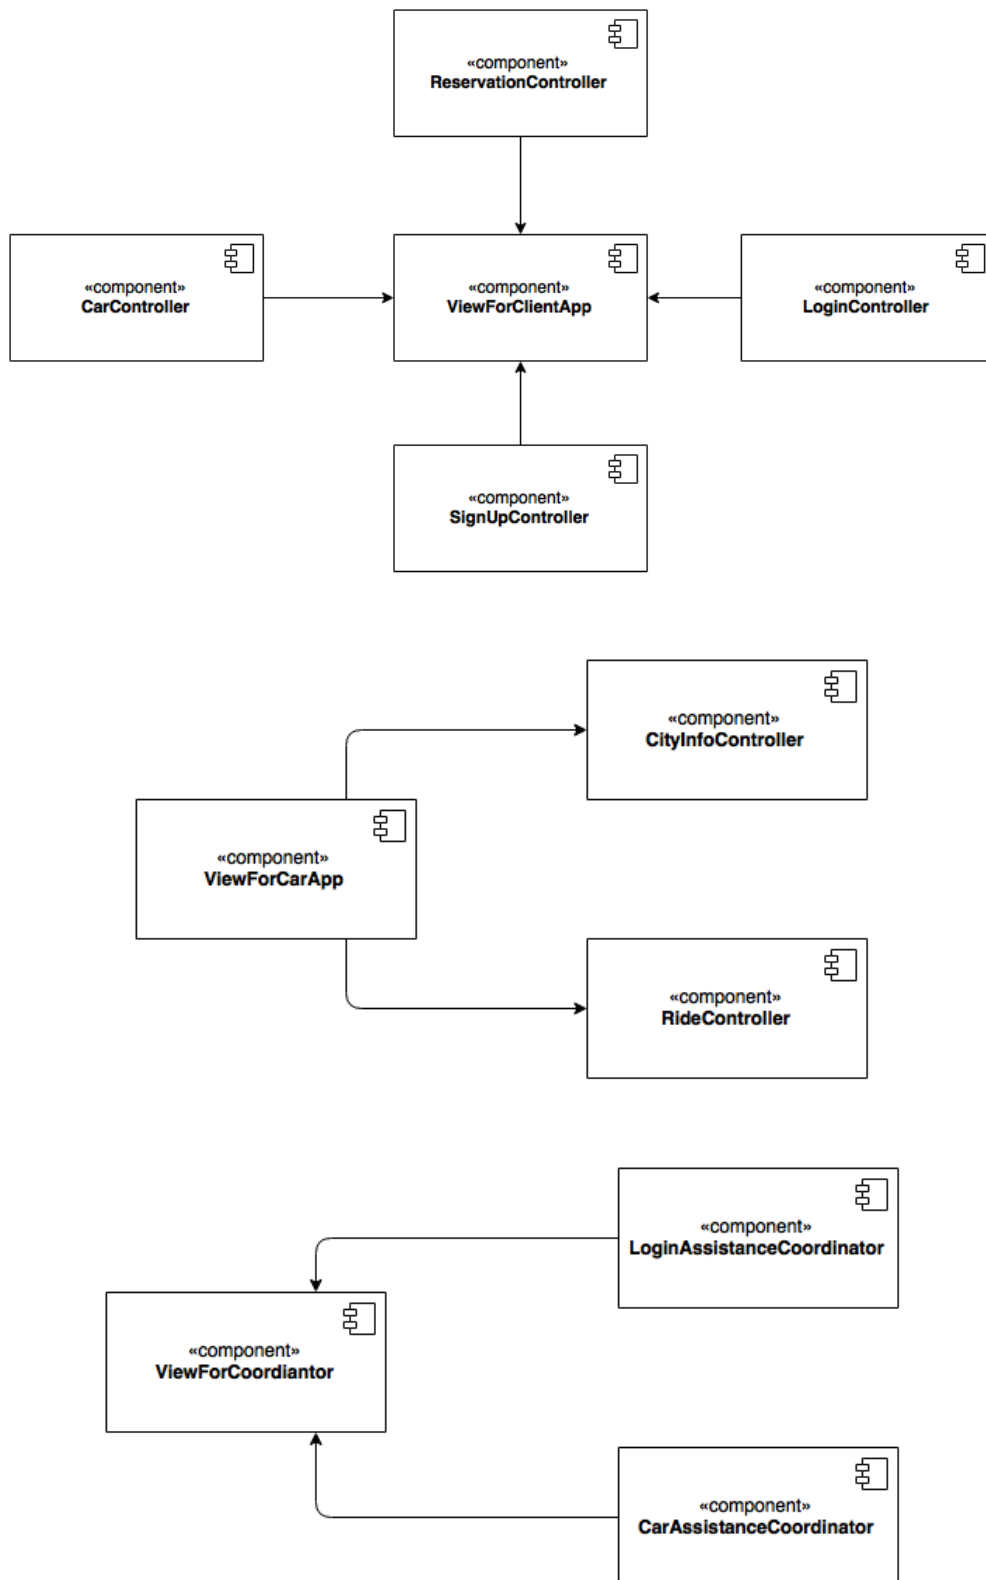 «component»
ReservationController
«component»
CarController
«component»
ViewForClientApp
«component»
LoginController
«component»
SignUpController
«component»
CityInfoController
«component»
ViewForCarApp
«component»
RideController
«component»
LoginAssistanceCoordinator
«component»
ViewForCoordiantor
«component»
CarAssistanceCoordinator